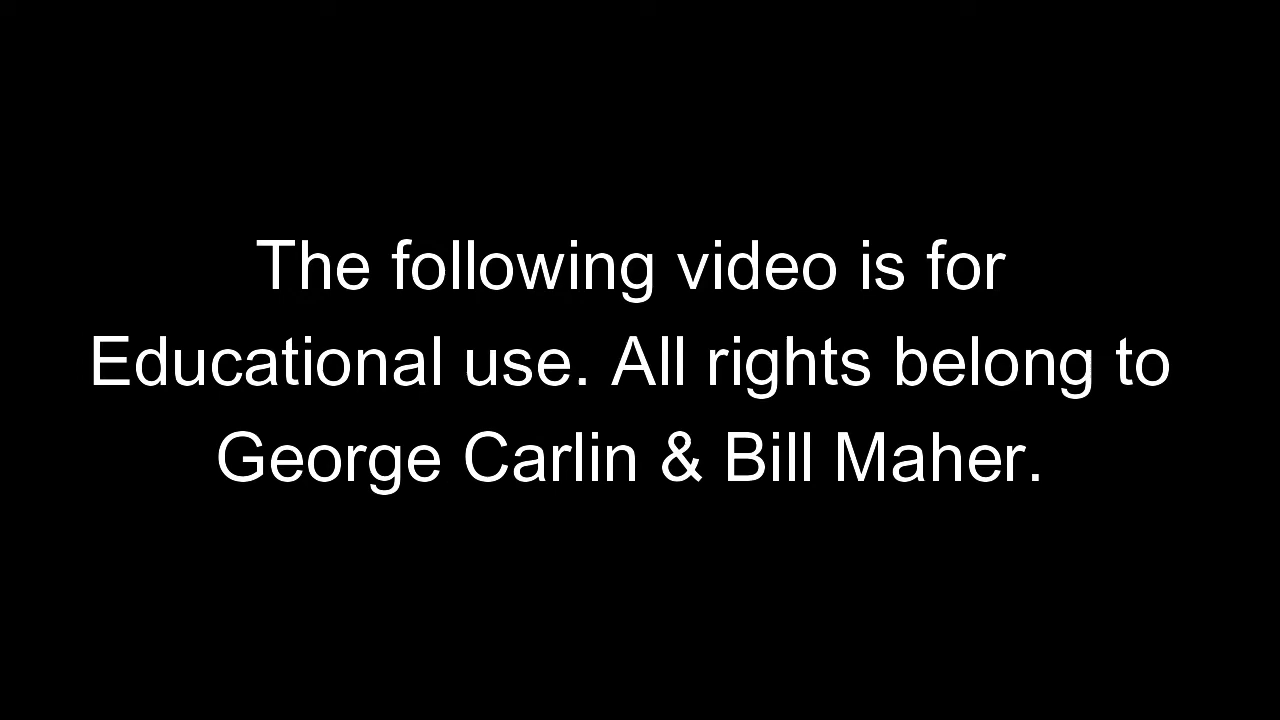 The following video is for
Educational use. All rights belong to
George Carlin & Bill Maher.